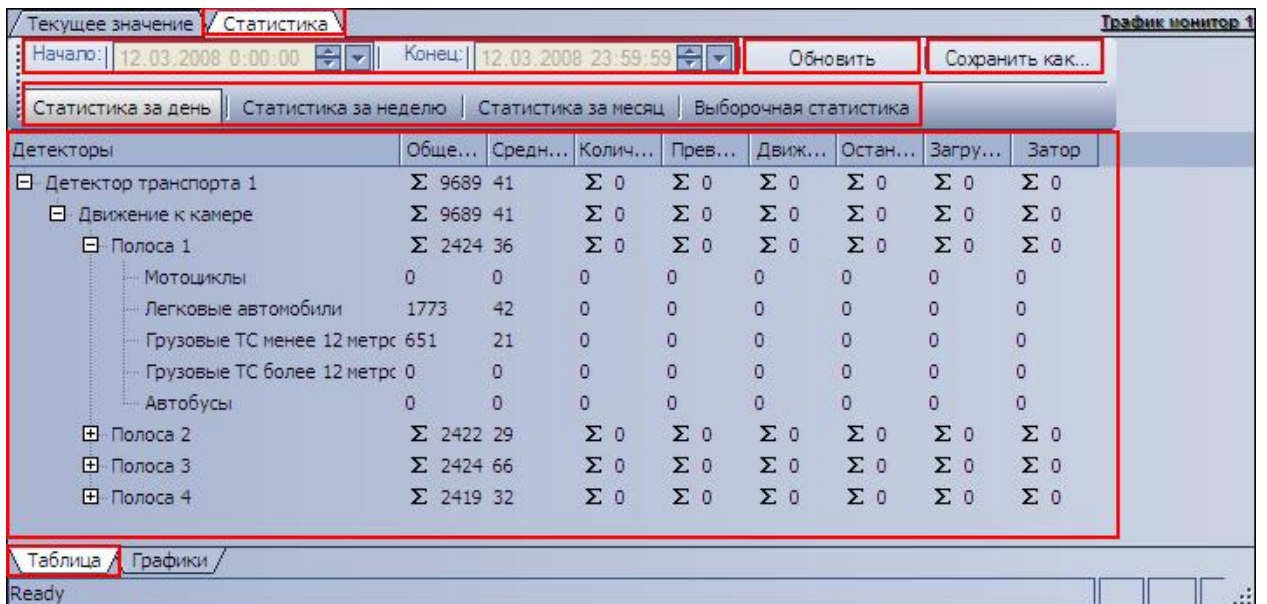 Текущее значение Статистика Трафик монитор 1
Начало: 12.03.2008 0:00:00 Конец: 12.03.2008 23:59:59 Обновить Сохранить как...
Статистика за день Статистика за неделю Статистика за месяц Выборочная статистика
Детекторы Обще... Средн... Колич... Прев... Движ... Остан... Загру... Затор
Детектор транспорта 1 Σ 9689 41 Σ 0 Σ 0 Σ 0 Σ 0 Σ 0 Σ 0
Движение к камере Σ 9689 41 Σ 0 Σ 0 Σ 0 Σ 0 Σ 0 Σ 0
Полоса 1 Σ 2424 36 Σ 0 Σ 0 Σ 0 Σ 0 Σ 0 Σ 0
Мотоциклы 0 0 0 0 0 0 0 0
Легковые автомобили 1773 42 0 0 0 0 0 0
Грузовые ТС менее 12 метрс 651 21 0 0 0 0 0 0
Грузовые ТС более 12 метрс 0 0 0 0 0 0 0 0
Автобусы 0 0 0 0 0 0 0 0
Полоса 2 Σ 2422 29 Σ 0 Σ 0 Σ 0 Σ 0 Σ 0 Σ 0
Полоса 3 Σ 2424 66 Σ 0 Σ 0 Σ 0 Σ 0 Σ 0 Σ 0
Полоса 4 Σ 2419 32 Σ 0 Σ 0 Σ 0 Σ 0 Σ 0 Σ 0
Таблица Графики
Ready